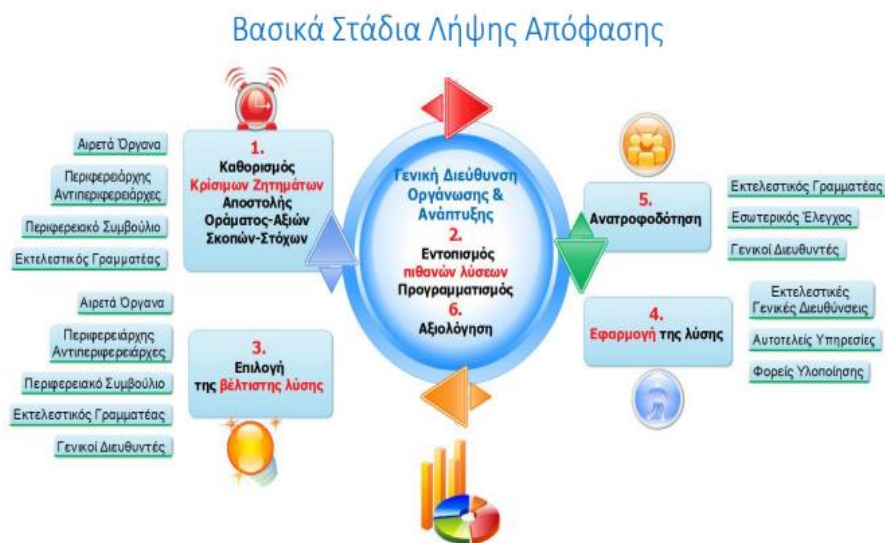 Βασικά Στάδια Λήψης Απόφασης
Αιρετά Όργανα
Περιφερειάρχης
Αντιπεριφερειάρχες
Περιφερειακό Συμβούλιο
Εκτελεστικός Γραμματέας
1.
Καθορισμός
Κρίσιμων Ζητημάτων
Αποστολής
Οράματος-Αξιών
Σκοπών-Στόχων
Γενική Διεύθυνση
Οργάνωσης &
Ανάπτυξης
2.
Εντοπισμός
πιθανών λύσεων
Προγραμματισμός
6.
Αξιολόγηση
5.
Ανατροφοδότηση
Εκτελεστικός Γραμματέας
Εσωτερικός Έλεγχος
Γενικοί Διευθυντές
Αιρετά Όργανα
Περιφερειάρχης
Αντιπεριφερειάρχες
Περιφερειακό Συμβούλιο
Εκτελεστικός Γραμματέας
Γενικοί Διευθυντές
3.
Επιλογή
της βέλτιστης λύσης
4.
Εφαρμογή της λύσης
Εκτελεστικές
Γενικές Διευθύνσεις
Αυτοτελείς Υπηρεσίες
Φορείς Υλοποίησης